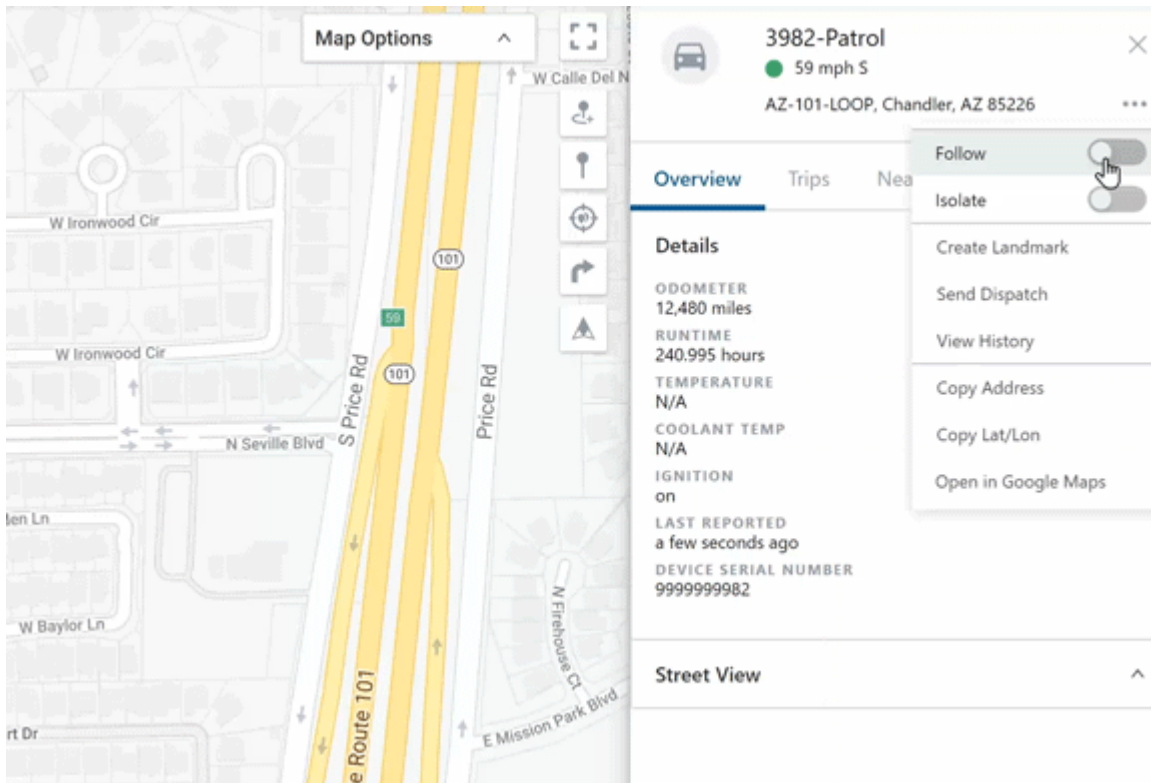 Map Options
W Calle Del N
W Ironwood Cir
101
59
W Ironwood Cir
101
S Price Rd
Price Rd
N Seville Blvd
W Baylor Ln
N Firehouse Ct
E Mission Park Blvd
rt Dr
e Route 101
3982-Patrol
59 mph S
AZ-101-LOOP, Chandler, AZ 85226
Overview
Trips
Nea
Follow
Isolate
Create Landmark
Send Dispatch
View History
Copy Address
Copy Lat/Lon
Open in Google Maps
Details
ODOMETER
12,480 miles
RUNTIME
240.995 hours
TEMPERATURE
N/A
COOLANT TEMP
N/A
IGNITION
on
LAST REPORTED
a few seconds ago
DEVICE SERIAL NUMBER
9999999982
Street View